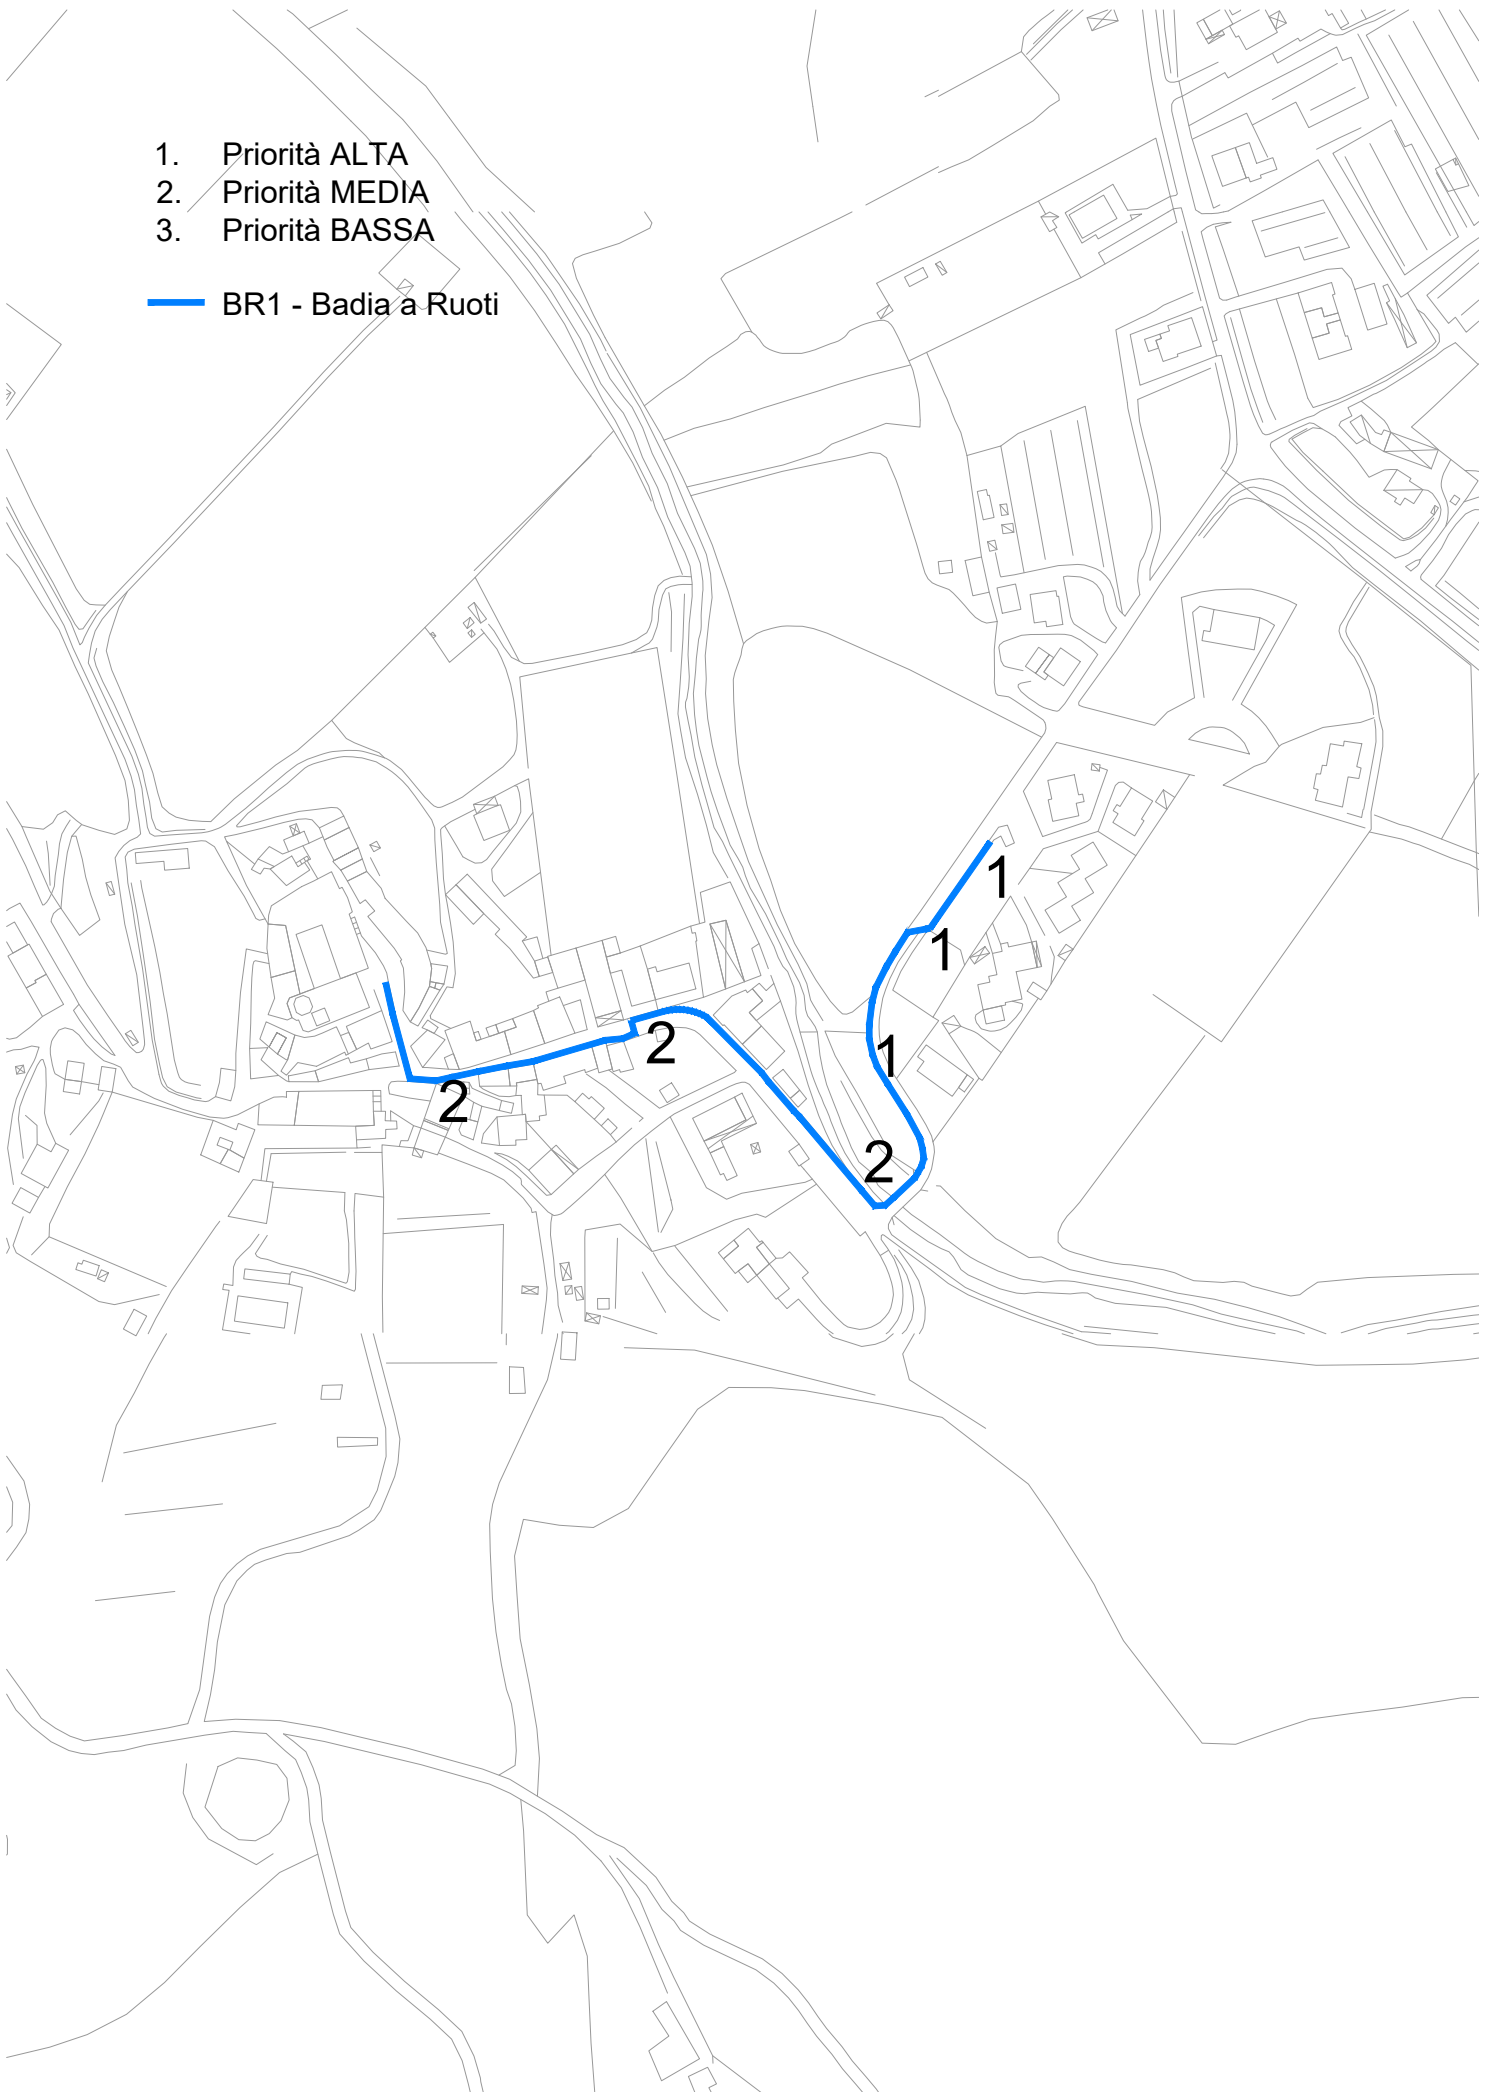 1. Priorità ALTA
2. Priorità MEDIA
3. Priorità BASSA
BR1 - Badia a Ruoti
1
1
2
1
2
2